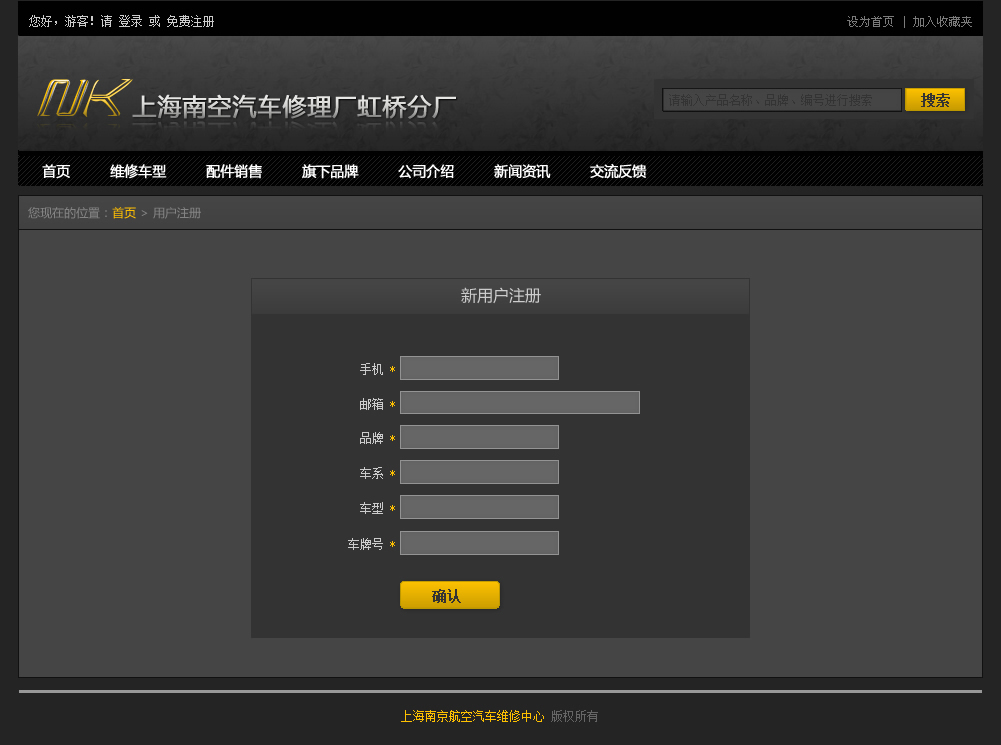 您好，游客！请 登录 或 免费注册
设为首页 | 加入收藏夹
NK 上海南空汽车修理厂虹桥分厂
请输入产品名称、品牌、编号进行搜索 搜索
首页 维修车型 配件销售 旗下品牌 公司介绍 新闻资讯 交流反馈
您现在的位置：首页 > 用户注册
新用户注册
手机 *
邮箱 *
品牌 *
车系 *
车型 *
车牌号 *
确认
上海南京航空汽车维修中心 版权所有